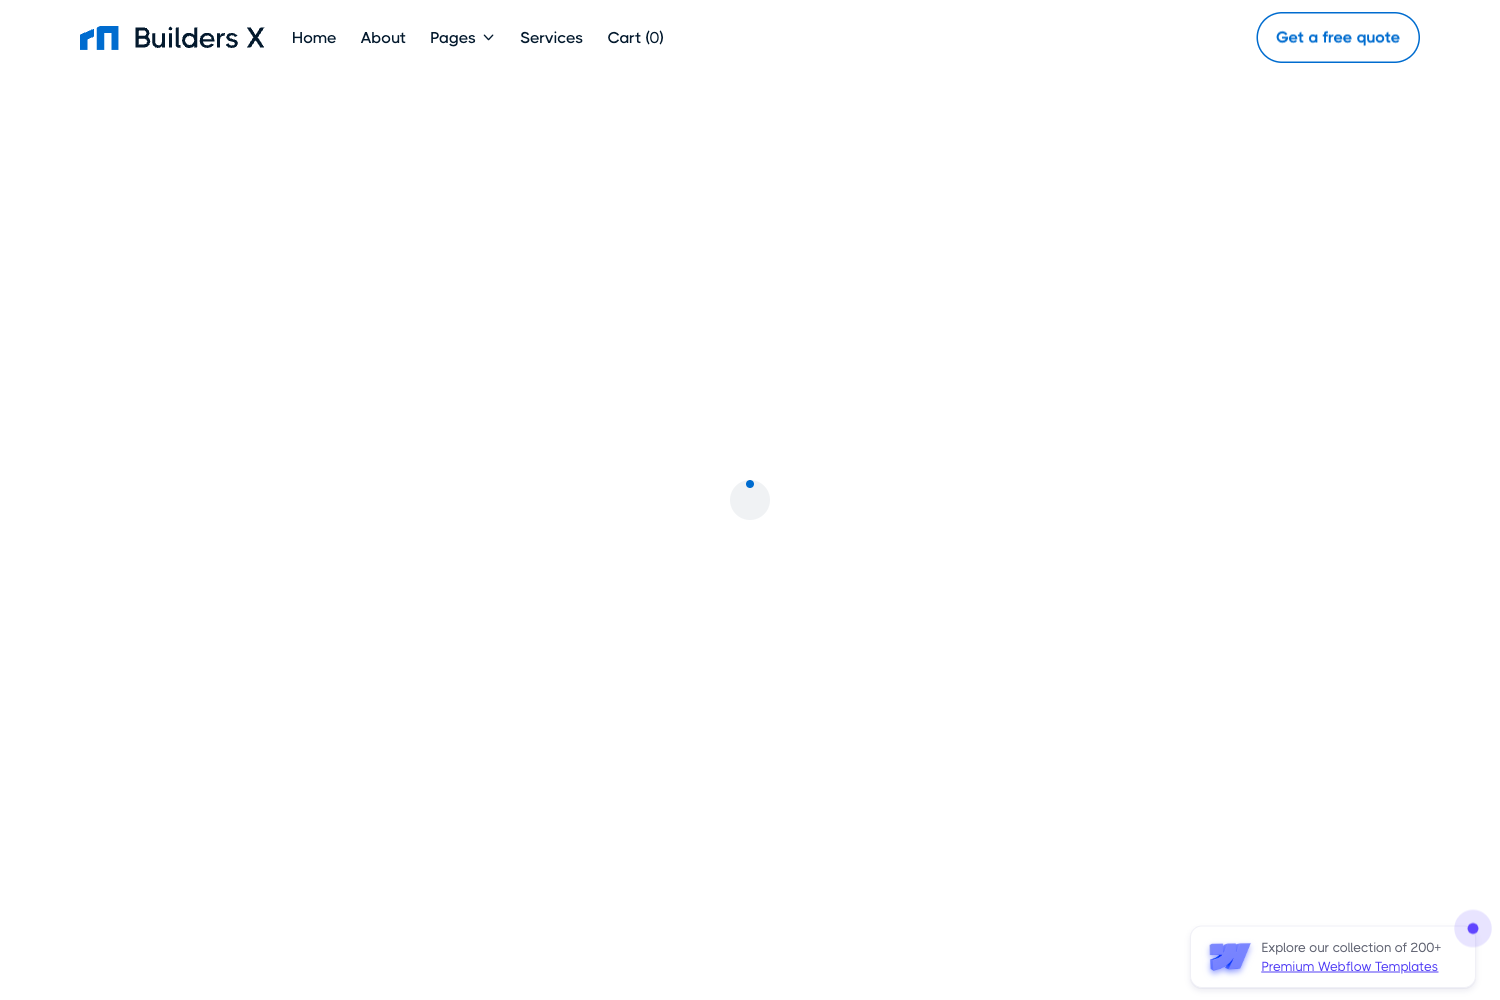 Builders X
Home
About
Pages
Services
Cart (0)
Get a free quote
Explore our collection of 200+
Premium Webflow Templates